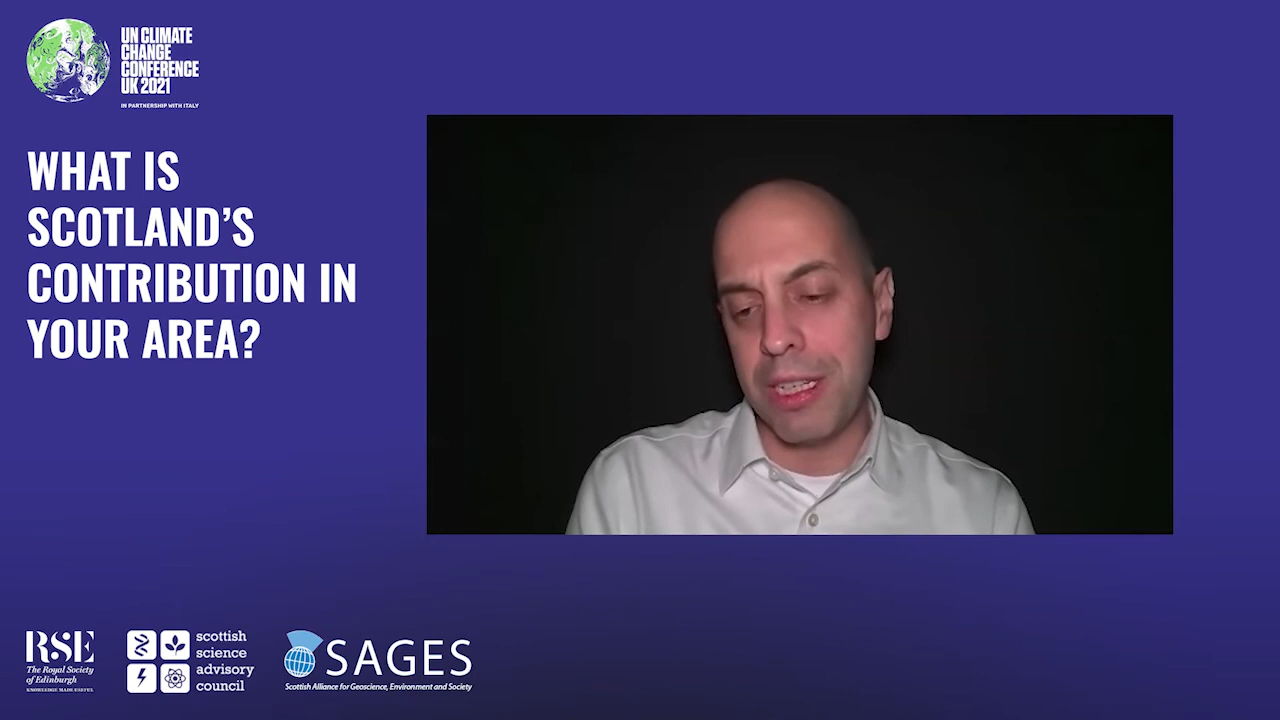 UN CLIMATE
CHANGE
CONFERENCE
UK 2021
IN PARTNERSHIP WITH ITALY
WHAT IS
SCOTLAND’S
CONTRIBUTION IN
YOUR AREA?
RSE
The Royal Society
of Edinburgh
KNOWLEDGE MADE USEFUL
scottish
science
advisory
council
SAGES
Scottish Alliance for Geoscience, Environment and Society